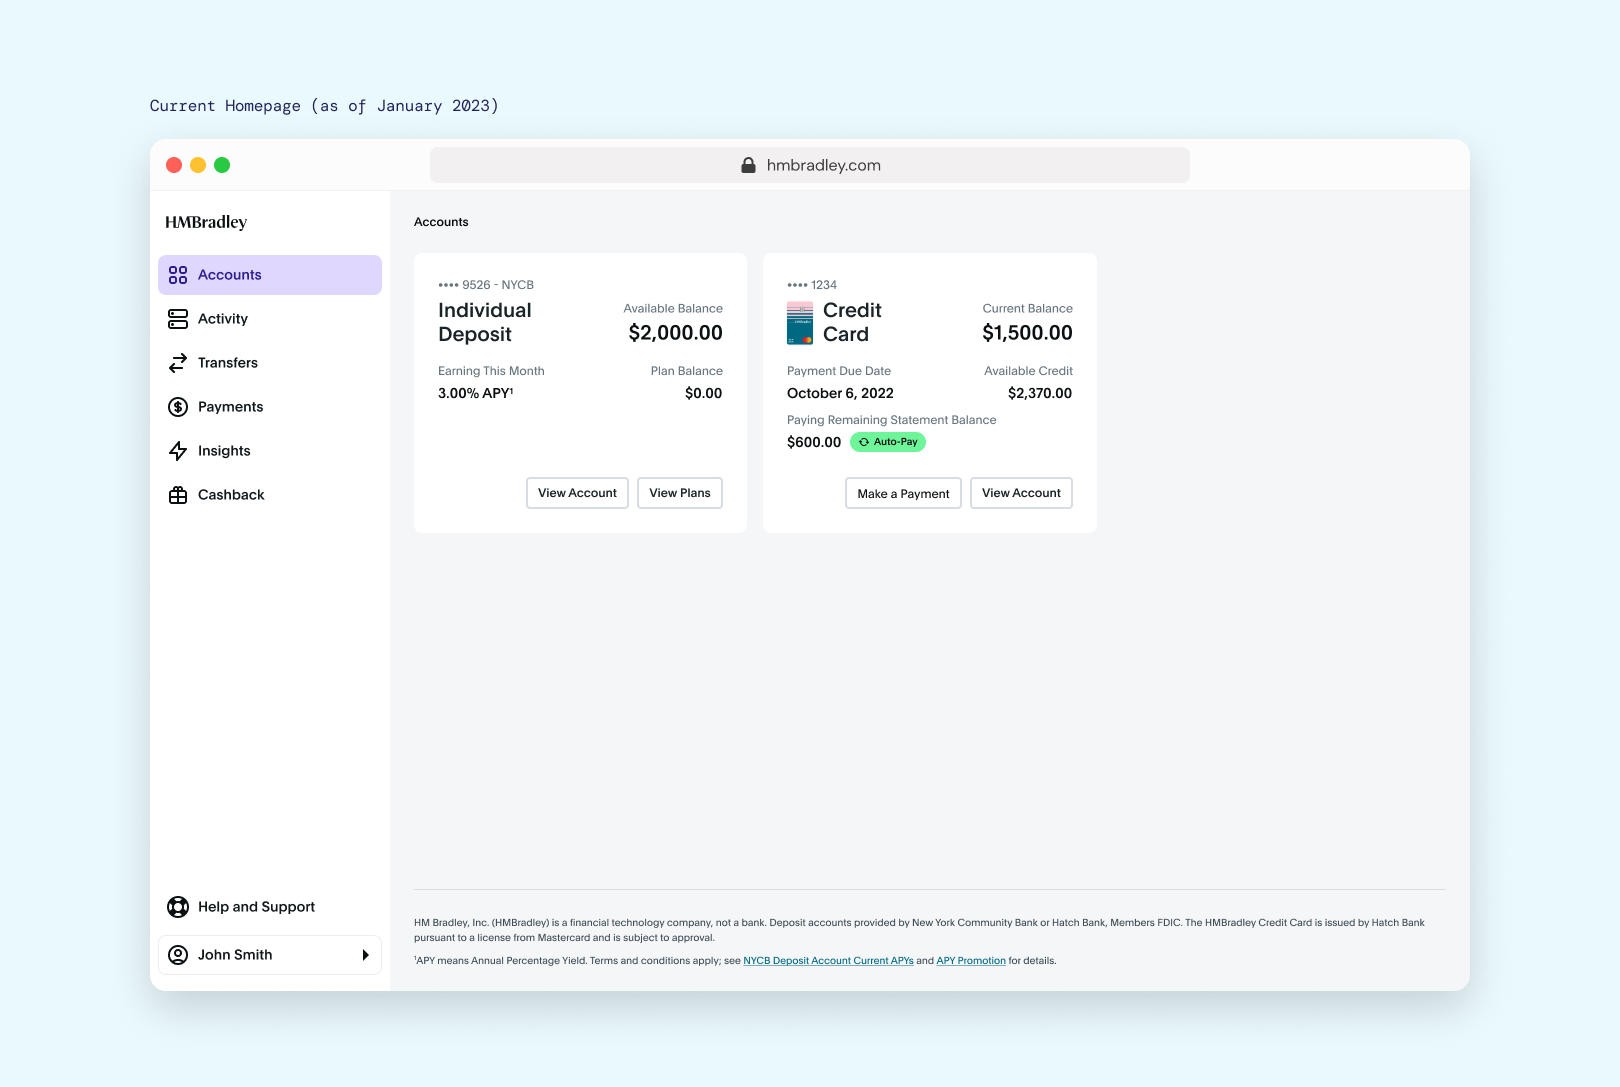 Current Homepage (as of January 2023)
hmbradley.com
HMBradley
Accounts
Activity
Transfers
Payments
Insights
Cashback
Help and Support
John Smith
Accounts
•••• 9526 - NYCB
Individual
Deposit
Available Balance
$2,000.00
Earning This Month
3.00% APY¹
Plan Balance
$0.00
View Account
View Plans
•••• 1234
Credit
Card
Current Balance
$1,500.00
Payment Due Date
October 6, 2022
Available Credit
$2,370.00
Paying Remaining Statement Balance
$600.00
Auto-Pay
Make a Payment
View Account
HM Bradley, Inc. (HMBradley) is a financial technology company, not a bank. Deposit accounts provided by New York Community Bank or Hatch Bank, Members FDIC. The HMBradley Credit Card is issued by Hatch Bank
pursuant to a license from Mastercard and is subject to approval.
¹APY means Annual Percentage Yield. Terms and conditions apply; see NYCB Deposit Account Current APYs and APY Promotion for details.